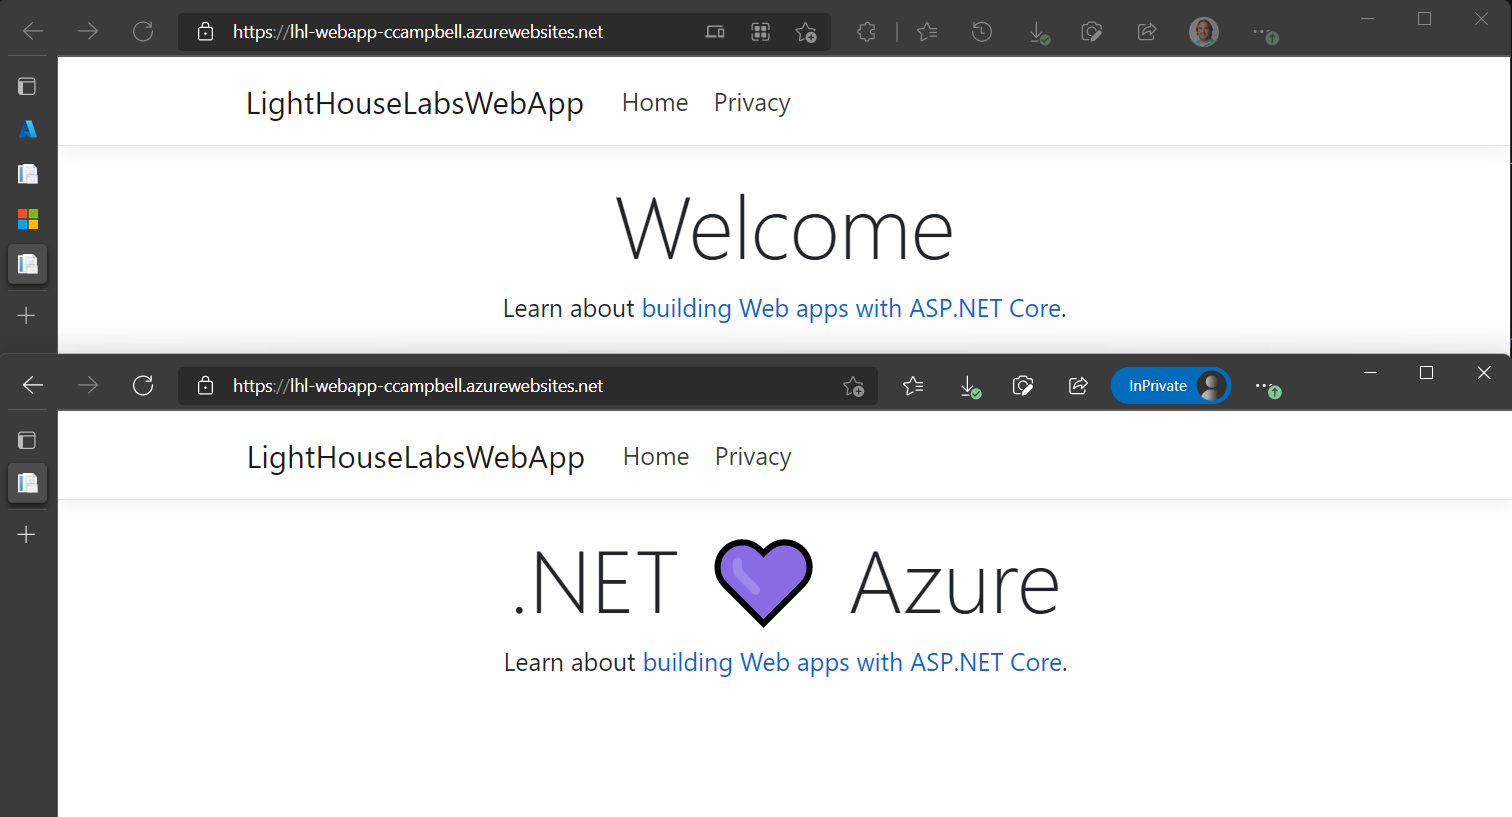 https://lhl-webapp-ccampbell.azurewebsites.net
LightHouseLabsWebApp Home Privacy
Welcome
Learn about building Web apps with ASP.NET Core.
https://lhl-webapp-ccampbell.azurewebsites.net InPrivate
LightHouseLabsWebApp Home Privacy
.NET 💜 Azure
Learn about building Web apps with ASP.NET Core.